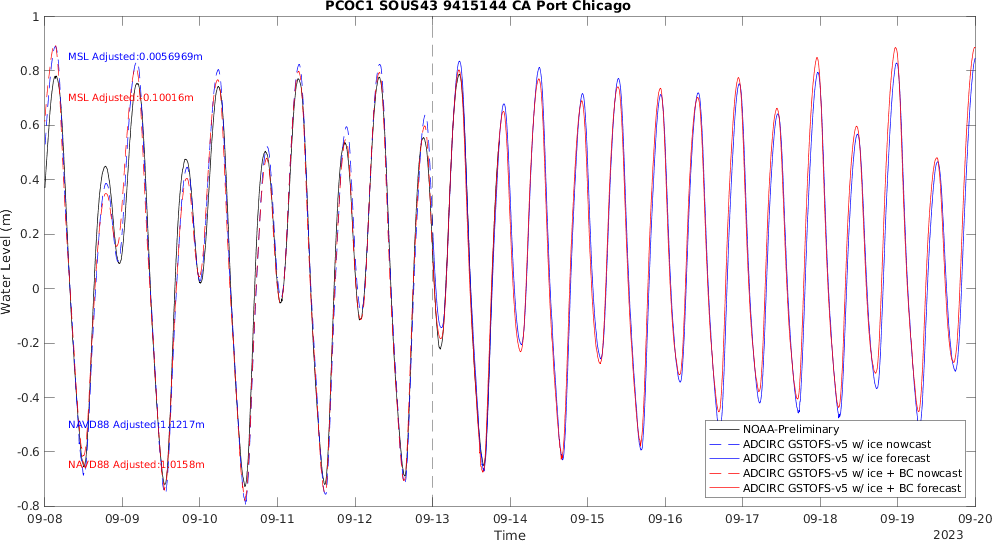 PCOC1 SOUS43 9415144 CA Port Chicago
1
0.8
0.6
0.4
0.2
0
-0.2
-0.4
-0.6
-0.8
Water Level (m)
MSL Adjusted:0.0056969m
MSL Adjusted:-0.10016m
NAVD88 Adjusted:1.1217m
NAVD88 Adjusted:1.0158m
NOAA-Preliminary
ADCIRC GSTOFS-v5 w/ ice nowcast
ADCIRC GSTOFS-v5 w/ ice forecast
ADCIRC GSTOFS-v5 w/ ice + BC nowcast
ADCIRC GSTOFS-v5 w/ ice + BC forecast
09-08 09-09 09-10 09-11 09-12 09-13 09-14 09-15 09-16 09-17 09-18 09-19 09-20
Time
2023